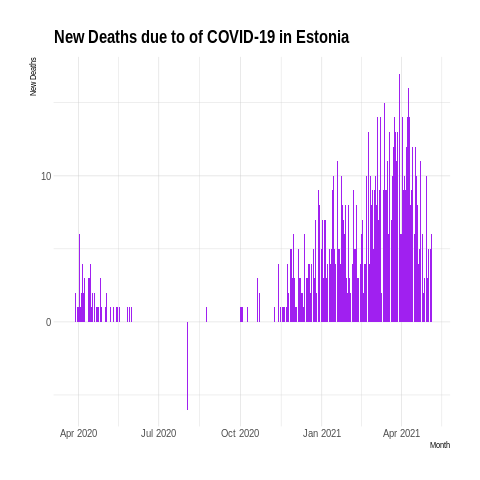 New Deaths due to of COVID-19 in Estonia
New Deaths
10
0
Apr 2020 Jul 2020 Oct 2020 Jan 2021 Apr 2021
Month